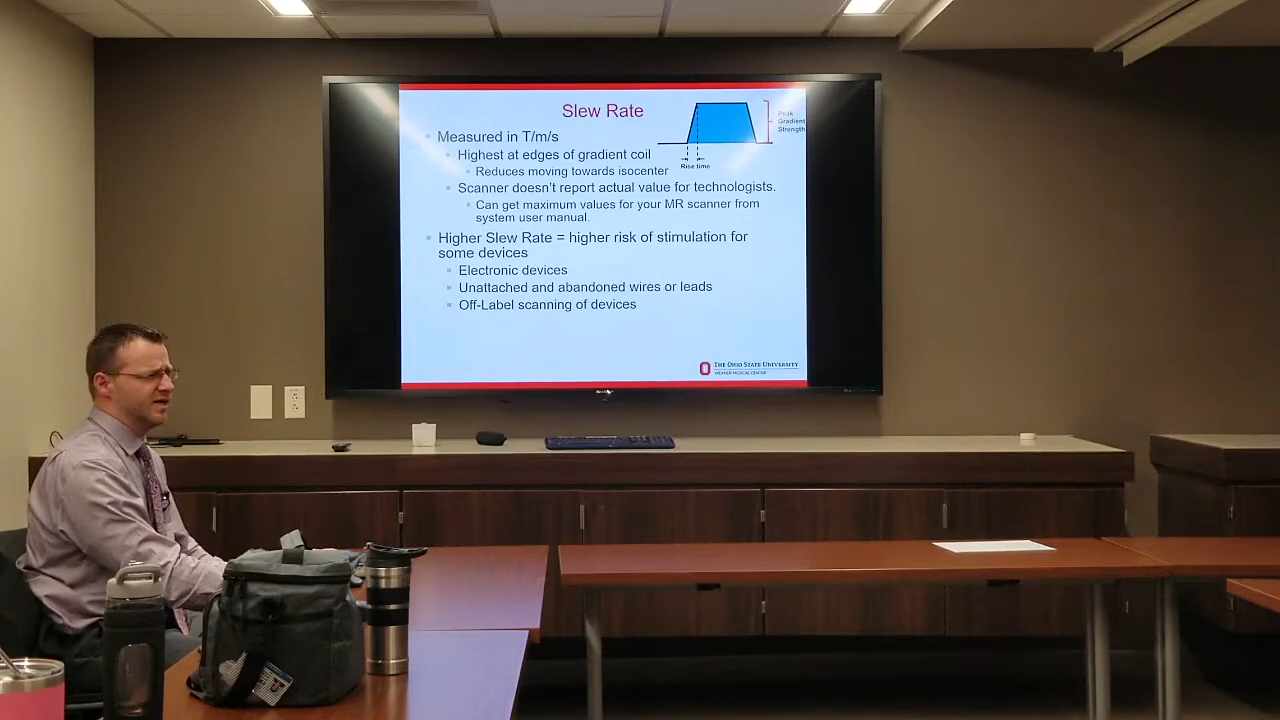 Slew Rate
Measured in T/m/s
Highest at edges of gradient coil
Reduces moving towards isocenter
Scanner doesn't report actual value for technologists.
Can get maximum values for your MR scanner from
system user manual.
Higher Slew Rate = higher risk of stimulation for
some devices
Electronic devices
Unattached and abandoned wires or leads
Off-Label scanning of devices
Peak
Gradient
Strength
Rise time
THE OHIO STATE UNIVERSITY
WEXNER MEDICAL CENTER